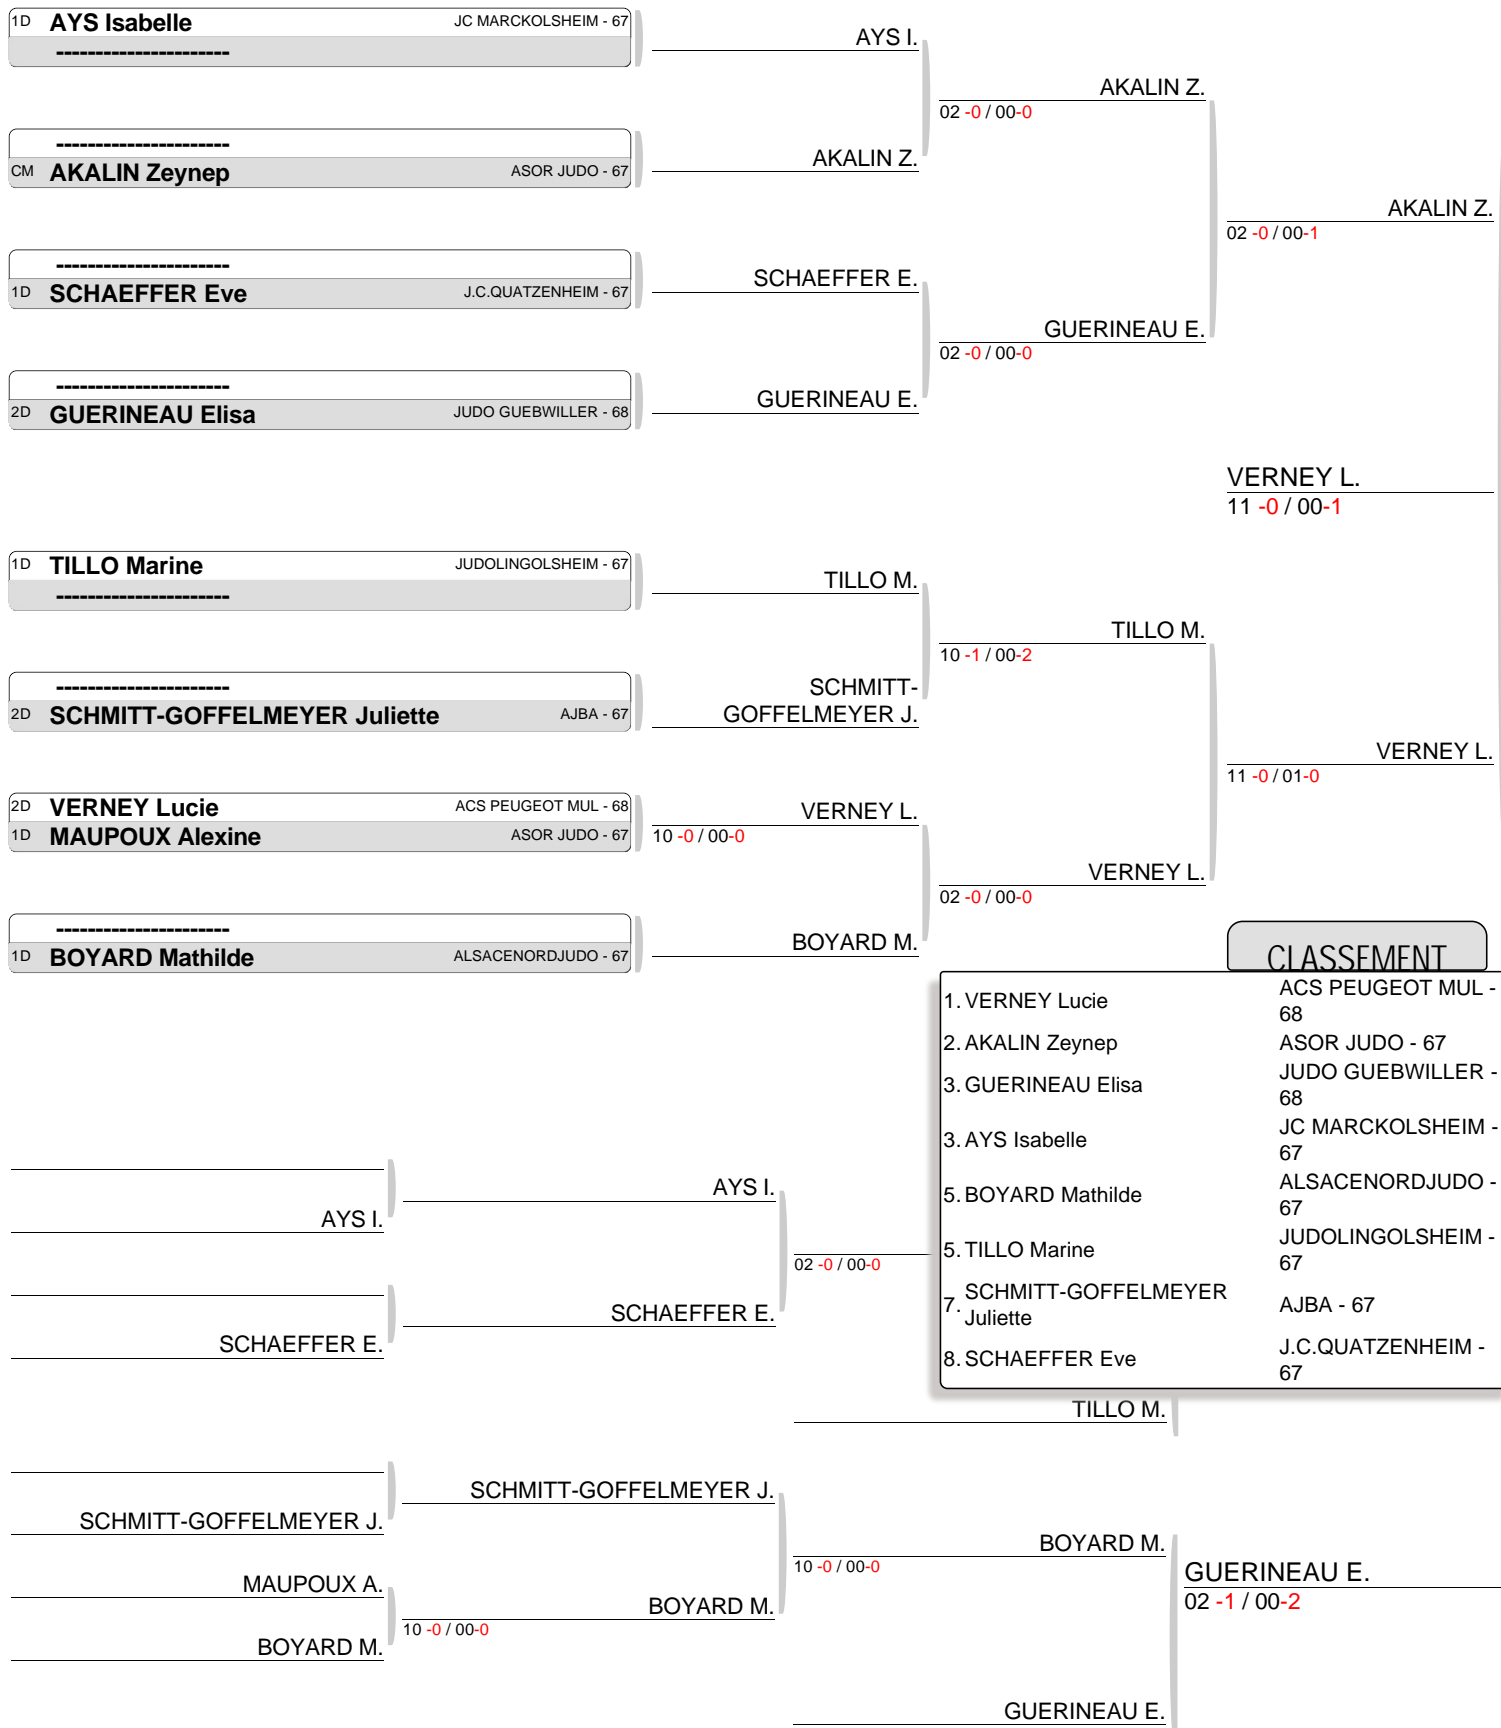 1D AYS Isabelle JC MARCKOLSHEIM - 67
----------------------
AYS I.
AKALIN Z.
02 -0 / 00-0
----------------------
CM AKALIN Zeynep ASOR JUDO - 67
AKALIN Z.
AKALIN Z.
02 -0 / 00-1
----------------------
1D SCHAEFFER Eve J.C.QUATZENHEIM - 67
SCHAEFFER E.
GUERINEAU E.
02 -0 / 00-0
----------------------
2D GUERINEAU Elisa JUDO GUEBWILLER - 68
GUERINEAU E.
VERNEY L.
11 -0 / 00-1
1D TILLO Marine JUDOLINGOLSHEIM - 67
----------------------
TILLO M.
TILLO M.
10 -1 / 00-2
----------------------
2D SCHMITT-GOFFELMEYER Juliette AJBA - 67
SCHMITT-
GOFFELMEYER J.
VERNEY L.
11 -0 / 01-0
2D VERNEY Lucie ACS PEUGEOT MUL - 68
1D MAUPOUX Alexine ASOR JUDO - 67
VERNEY L.
10 -0 / 00-0
VERNEY L.
02 -0 / 00-0
----------------------
1D BOYARD Mathilde ALSACENORDJUDO - 67
BOYARD M.
CLASSEMENT
1. VERNEY Lucie ACS PEUGEOT MUL -
68
2. AKALIN Zeynep ASOR JUDO - 67
3. GUERINEAU Elisa JUDO GUEBWILLER -
68
3. AYS Isabelle JC MARCKOLSHEIM -
67
5. BOYARD Mathilde ALSACENORDJUDO -
67
5. TILLO Marine JUDOLINGOLSHEIM -
67
7. SCHMITT-GOFFELMEYER
Juliette AJBA - 67
8. SCHAEFFER Eve J.C.QUATZENHEIM -
67
AYS I.
AYS I.
02 -0 / 00-0
SCHAEFFER E.
SCHAEFFER E.
TILLO M.
SCHMITT-GOFFELMEYER J.
SCHMITT-GOFFELMEYER J.
BOYARD M.
10 -0 / 00-0
GUERINEAU E.
02 -1 / 00-2
MAUPOUX A.
BOYARD M.
10 -0 / 00-0
BOYARD M.
GUERINEAU E.